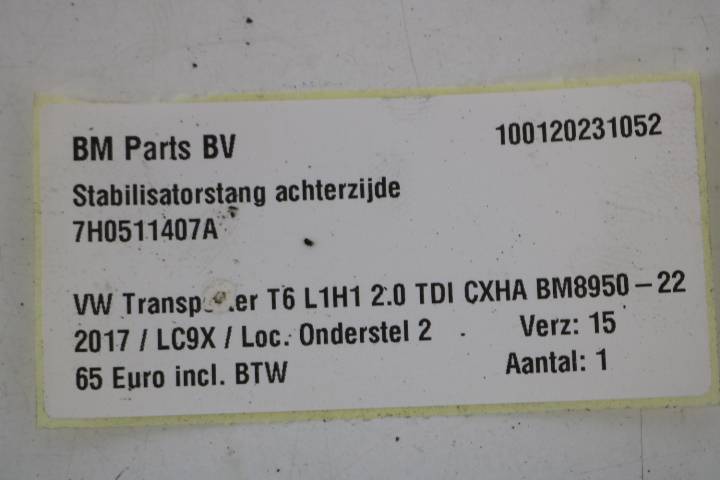 BM Parts BV 100120231052
Stabilisatorstang achterzijde
7H0511407A
VW T6 L1H1 2.0 TDI CXHA BM8950-22
2017 / LC9X / Loc. Onderstel 2 Verz: 15
65 Euro incl. BTW Aantal: 1